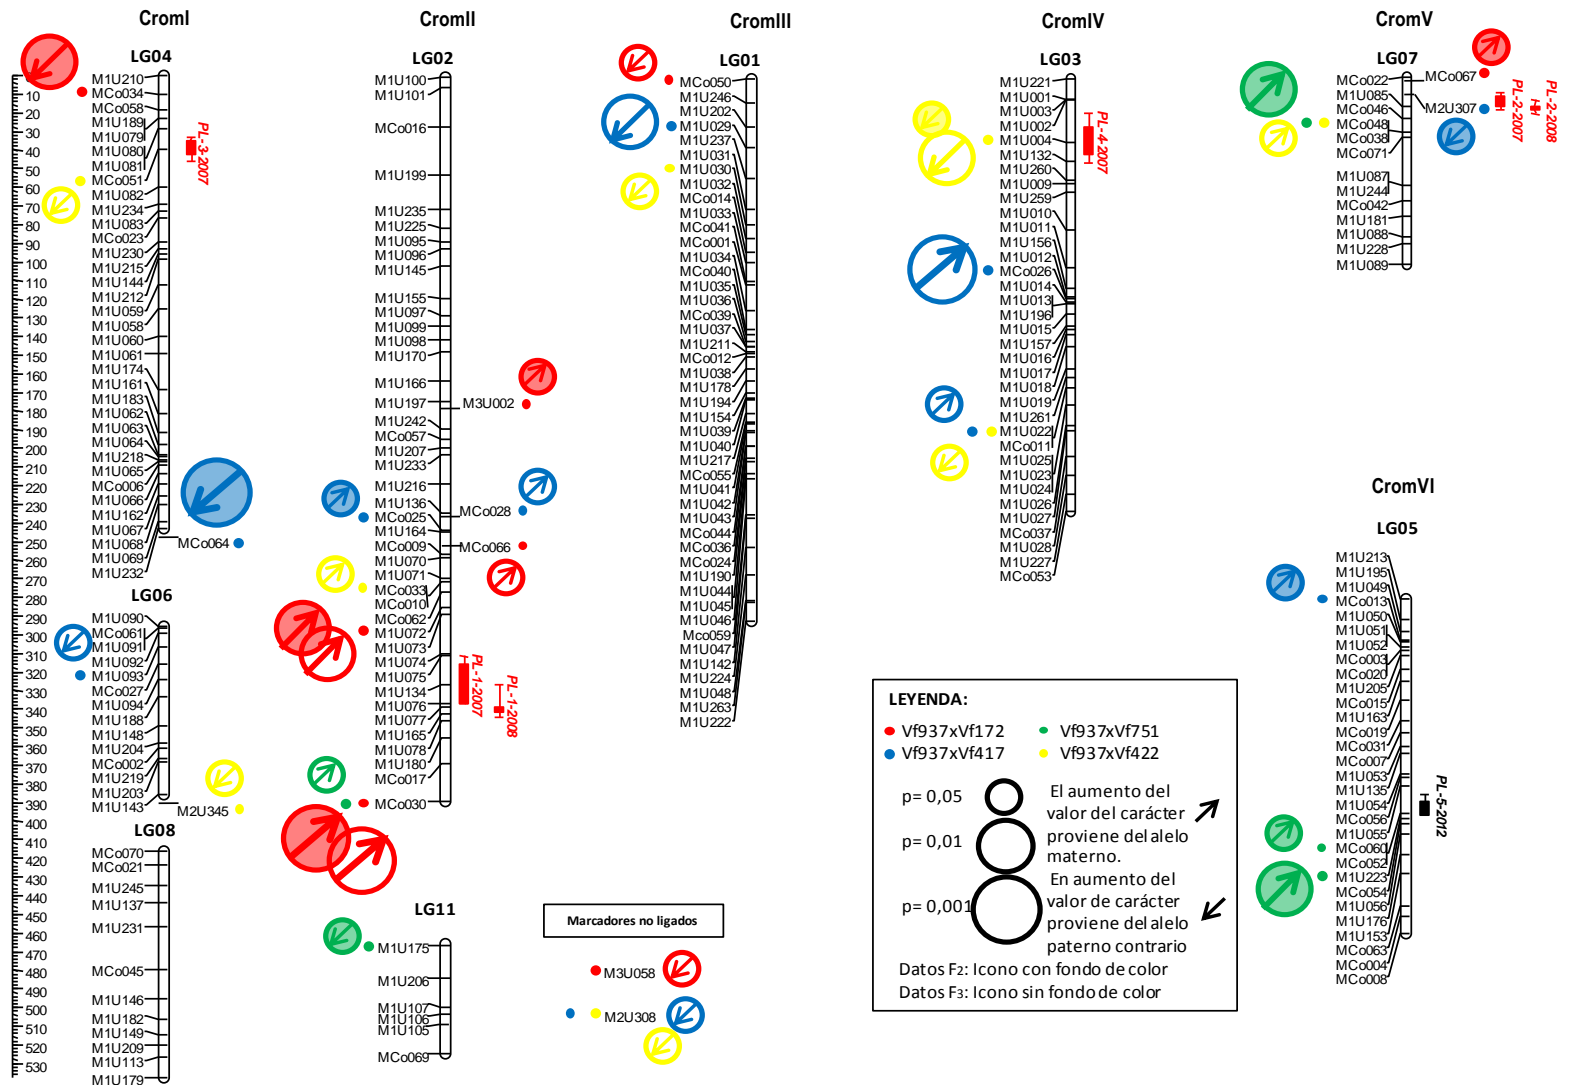 CromI
LG04
M1U210
MCo034
MCo058
M1U189
M1U079
M1U080
M1U081
MCo051
M1U082
M1U234
M1U083
MCo023
M1U230
M1U215
M1U144
M1U212
M1U059
M1U058
M1U060
M1U061
M1U174
M1U161
M1U183
M1U062
M1U063
M1U064
M1U218
M1U065
MCo006
M1U066
M1U162
M1U067
M1U068
M1U069
M1U232
MCo064
PL-3-2007
10
20
30
40
50
60
70
80
90
100
110
120
130
140
150
160
170
180
190
200
210
220
230
240
250
260
270
280
290
300
310
320
330
340
350
360
370
380
390
400
410
420
430
440
450
460
470
480
490
500
510
520
530
LG06
M1U090
MCo061
M1U091
M1U092
M1U093
MCo027
M1U094
M1U188
M1U148
M1U204
MCo002
M1U219
M1U203
M1U143
M2U345
LG08
MCo070
MCo021
M1U245
M1U137
M1U231
MCo045
M1U146
M1U182
M1U149
M1U209
M1U113
M1U179
CromII
LG02
M1U100
M1U101
MCo016
M1U199
M1U235
M1U225
M1U095
M1U096
M1U145
M1U155
M1U097
M1U099
M1U098
M1U170
M1U166
M1U197
M3U002
M1U242
MCo057
M1U207
M1U233
M1U216
M1U136
MCo025
MCo028
M1U164
MCo009
MCo066
M1U070
M1U071
MCo033
MCo010
MCo062
M1U072
M1U073
M1U074
M1U075
M1U134
M1U076
M1U077
M1U165
M1U078
M1U180
MCo017
MCo030
PL-1-2007
PL-1-2008
LG11
M1U175
M1U206
M1U107
M1U106
M1U105
MCo069
CromIII
LG01
MCo050
M1U246
M1U202
M1U029
M1U237
M1U031
M1U030
M1U032
MCo014
M1U033
MCo041
MCo001
M1U034
MCo040
M1U035
M1U036
MCo039
M1U037
M1U211
MCo012
M1U038
M1U178
M1U194
M1U154
M1U039
M1U040
M1U217
MCo055
M1U041
M1U042
M1U043
MCo044
MCo036
MCo024
M1U190
M1U044
M1U045
M1U046
Mco059
M1U047
M1U142
M1U224
M1U048
M1U263
M1U222
Marcadores no ligados
M3U058
M2U308
CromIV
LG03
M1U221
M1U001
M1U003
M1U002
M1U004
M1U132
M1U260
M1U009
M1U259
M1U010
M1U011
M1U156
M1U012
MCo026
M1U014
M1U013
M1U196
M1U015
M1U157
M1U016
M1U017
M1U018
M1U019
M1U261
M1U022
MCo011
M1U025
M1U023
M1U024
M1U026
M1U027
MCo037
M1U028
M1U227
MCo053
PL-4-2007
CromV
LG07
MCo022
MCo067
M1U085
MCo046
M2U307
MCo048
MCo038
MCo071
M1U087
M1U244
MCo042
M1U181
M1U088
M1U228
M1U089
PL-2-2007
PL-2-2008
CromVI
LG05
M1U213
M1U195
M1U049
MCo013
M1U050
M1U051
M1U052
MCo003
MCo020
M1U205
MCo015
M1U163
MCo019
MCo031
MCo007
M1U053
M1U135
M1U054
MCo056
M1U055
MCo060
MCo052
M1U223
MCo054
M1U056
M1U176
M1U153
MCo063
MCo004
MCo008
PL-5-2012
LEYENDA:
Vf937xVf172 Vf937xVf751
Vf937xVf417 Vf937xVf422
p= 0,05
p= 0,01
p= 0,001
El aumento del
valor del carácter
proviene del alelo
materno.
En aumento del
valor de carácter
proviene del alelo
paterno contrario
Datos F2: Icono con fondo de color
Datos F3: Icono sin fondo de color